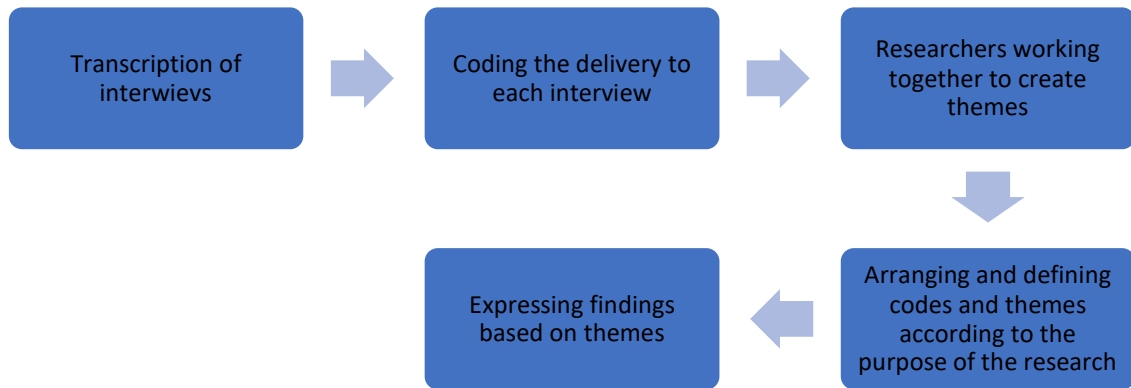 Transcription of
interwievs
Coding the delivery to
each interview
Researchers working
together to create
themes
Arranging and defining
codes and themes
according to the
purpose of the research
Expressing findings
based on themes